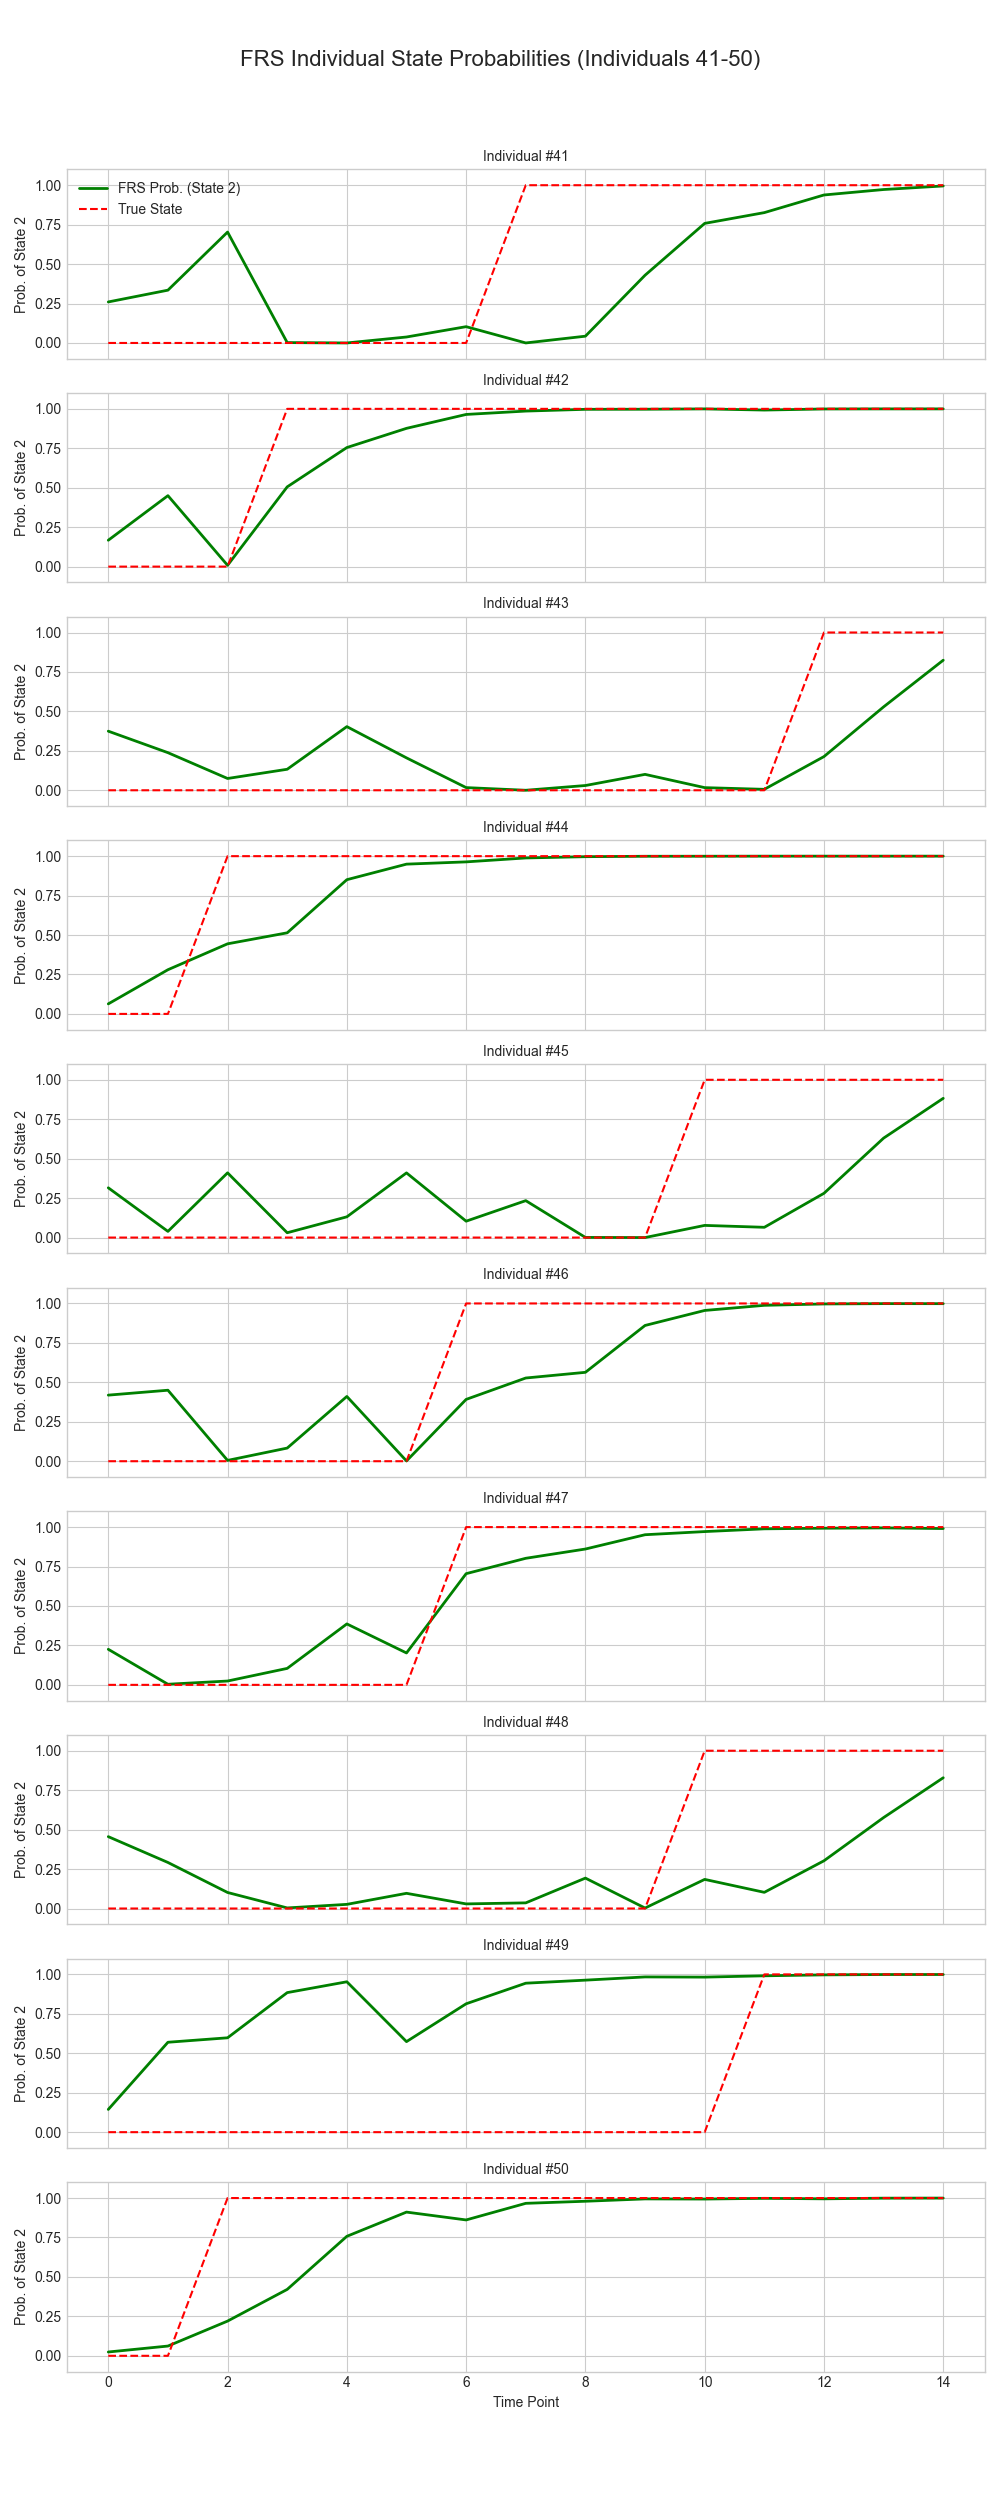 FRS Individual State Probabilities (Individuals 41-50)
Individual #41
1.00
0.75
0.50
0.25
0.00
Prob. of State 2
FRS Prob. (State 2)
True State
Individual #42
1.00
0.75
0.50
0.25
0.00
Prob. of State 2
Individual #43
1.00
0.75
0.50
0.25
0.00
Prob. of State 2
Individual #44
1.00
0.75
0.50
0.25
0.00
Prob. of State 2
Individual #45
1.00
0.75
0.50
0.25
0.00
Prob. of State 2
Individual #46
1.00
0.75
0.50
0.25
0.00
Prob. of State 2
Individual #47
1.00
0.75
0.50
0.25
0.00
Prob. of State 2
Individual #48
1.00
0.75
0.50
0.25
0.00
Prob. of State 2
Individual #49
1.00
0.75
0.50
0.25
0.00
Prob. of State 2
Individual #50
1.00
0.75
0.50
0.25
0.00
Prob. of State 2
0 2 4 6 8 10 12 14
Time Point